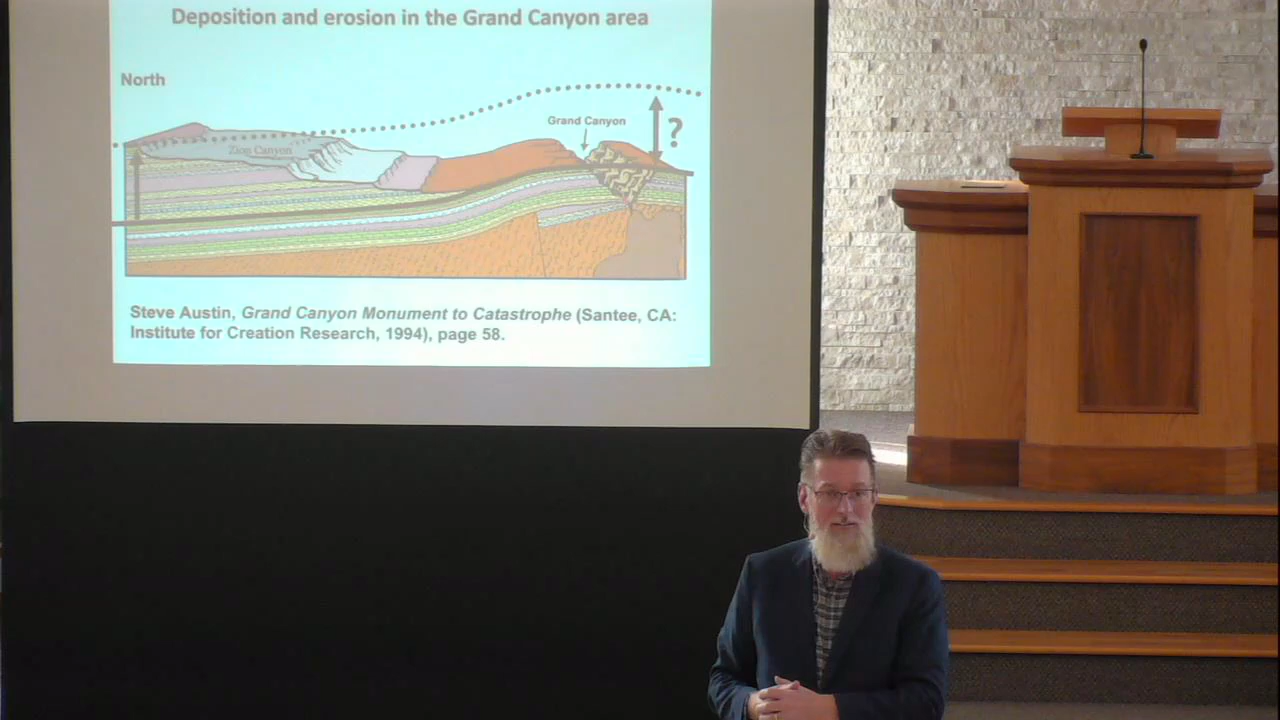 Deposition and erosion in the Grand Canyon area
North
Grand Canyon
?
Zion Canyon
Steve Austin, Grand Canyon Monument to Catastrophe (Santee, CA:
Institute for Creation Research, 1994), page 58.